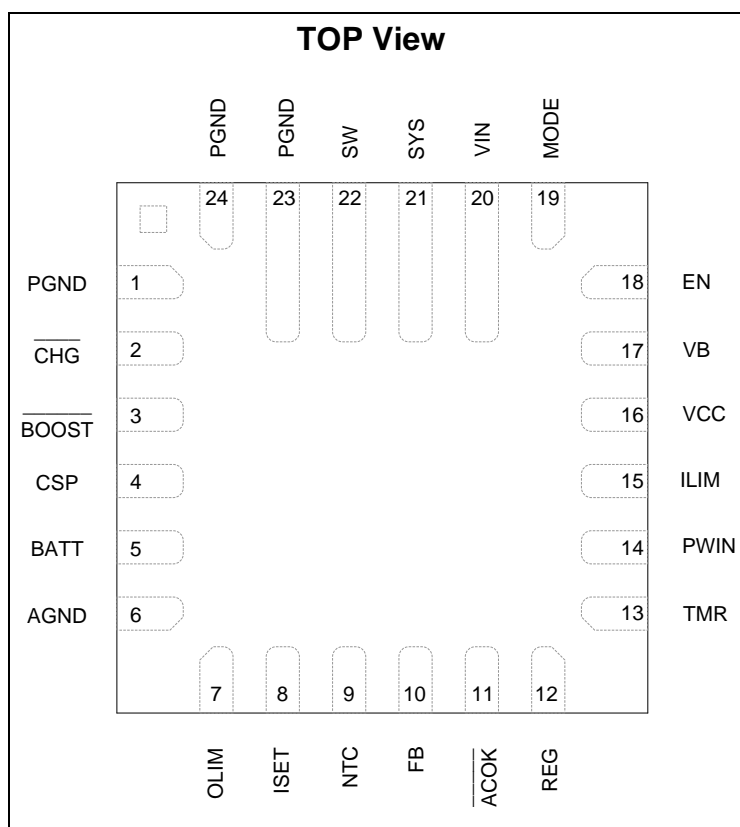 TOP View
PGND
PGND
SW
SYS
VIN
MODE
24
23
22
21
20
19
PGND
1
18
EN
CHG
2
17
VB
BOOST
3
16
VCC
CSP
4
15
ILIM
BATT
5
14
PWIN
AGND
6
13
TMR
7
8
9
10
11
12
OLIM
ISET
NTC
FB
ACOK
REG